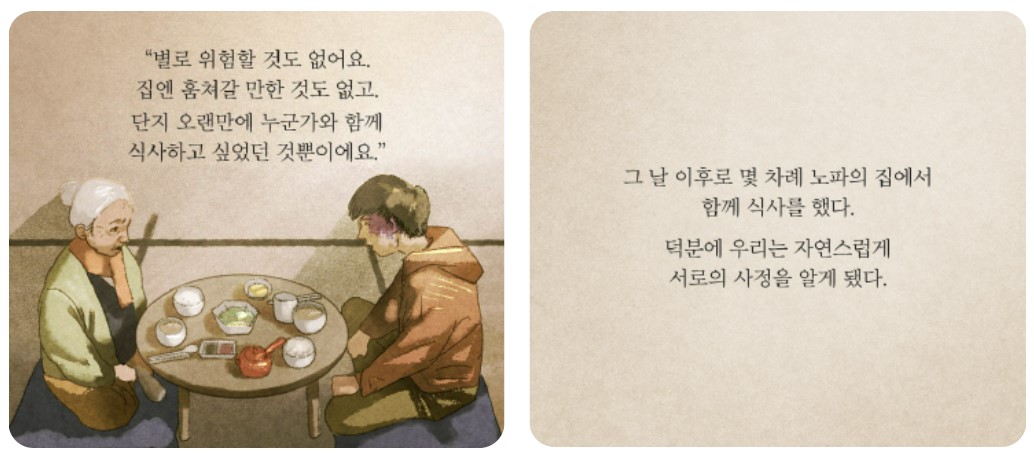 “별로 위험할 것도 없어요.
집엔 훔쳐갈 만한 것도 없고.
단지 오랜만에 누군가와 함께
식사하고 싶었던 것뿐이에요.”
그 날 이후로 몇 차례 노파의 집에서
함께 식사를 했다.
덕분에 우리는 자연스럽게
서로의 사정을 알게 됐다.